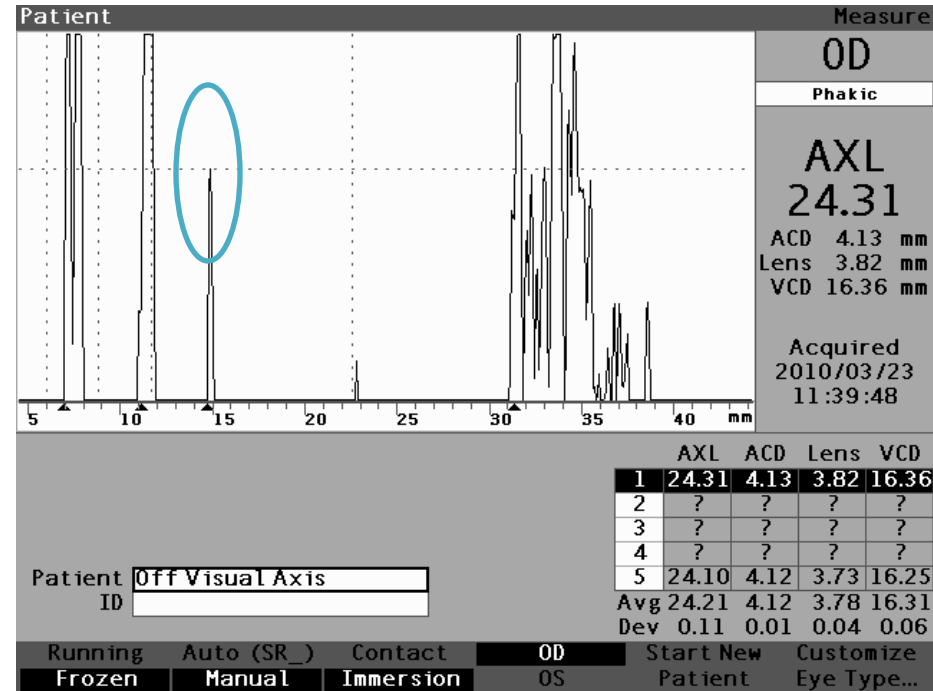 Patient Measure
OD
Phakic
AXL
24.31
ACD 4.13 mm
Lens 3.82 mm
VCD 16.36 mm
Acquired
2010/03/23
11:39:48
5 10 15 20 25 30 35 40 mm
AXL ACD Lens VCD
1 24.31 4.13 3.82 16.36
2 ? ? ? ?
3 ? ? ? ?
4 ? ? ? ?
5 24.10 4.12 3.73 16.25
Avg 24.21 4.12 3.78 16.31
Dev 0.11 0.01 0.04 0.06
Patient Off Visual Axis
ID
Running Auto (SR_) Contact OD Start New Customize
Frozen Manual Immersion OS Patient Eye Type...